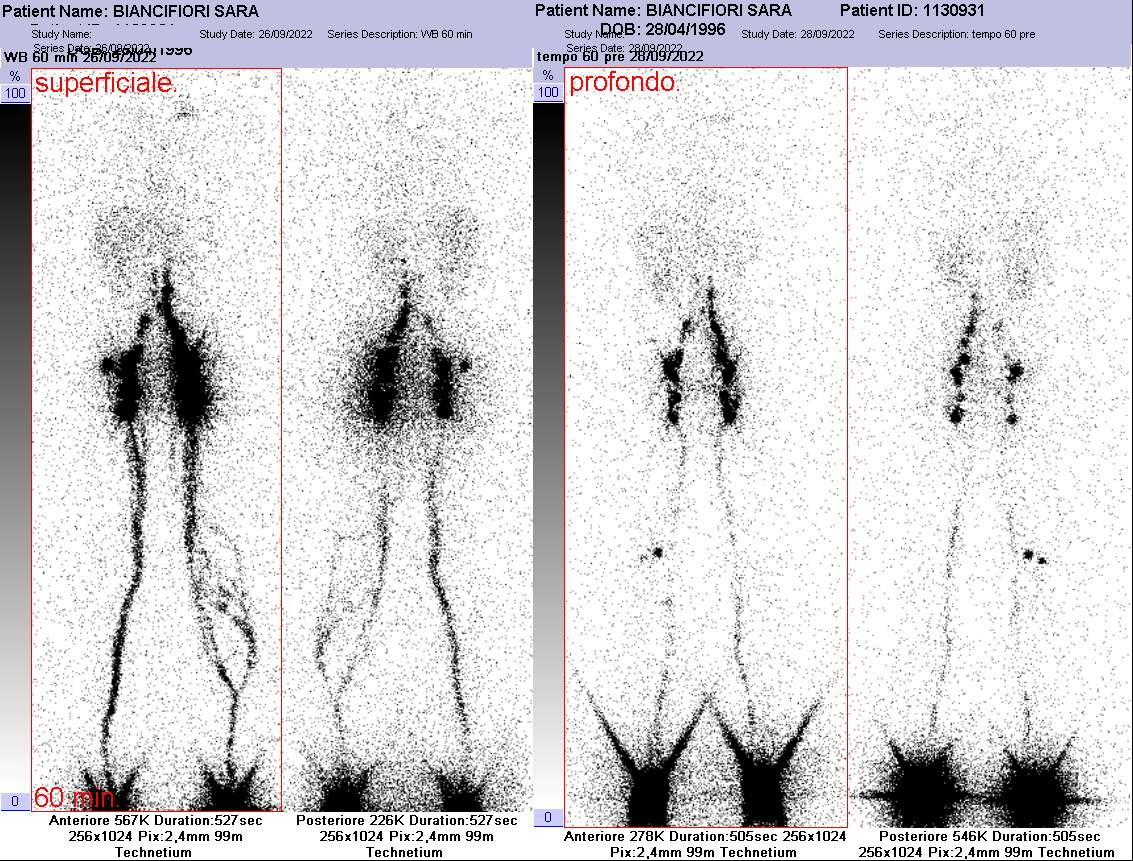 Patient Name: BIANCIFIORI SARA
Study Name:
Study Date: 26/09/2022
Series Description: WB 60 min
Series Date: 26/09/2022
WB 60 min 26/09/2022
%
100
superficiale.
0
60 min.
Anteriore 567K Duration:527sec
256x1024 Pix:2,4mm 99m
Technetium
Posteriore 226K Duration:527sec
256x1024 Pix:2,4mm 99m
Technetium
Patient Name: BIANCIFIORI SARA
Patient ID: 1130931
DOB: 28/04/1996
Study Name:
Study Date: 28/09/2022
Series Description: tempo 60 pre
Series Date: 28/09/2022
tempo 60 pre 28/09/2022
%
100
profondo.
0
Anteriore 278K Duration:505sec 256x1024
Pix:2,4mm 99m Technetium
Posteriore 546K Duration:505sec
256x1024 Pix:2,4mm 99m Technetium